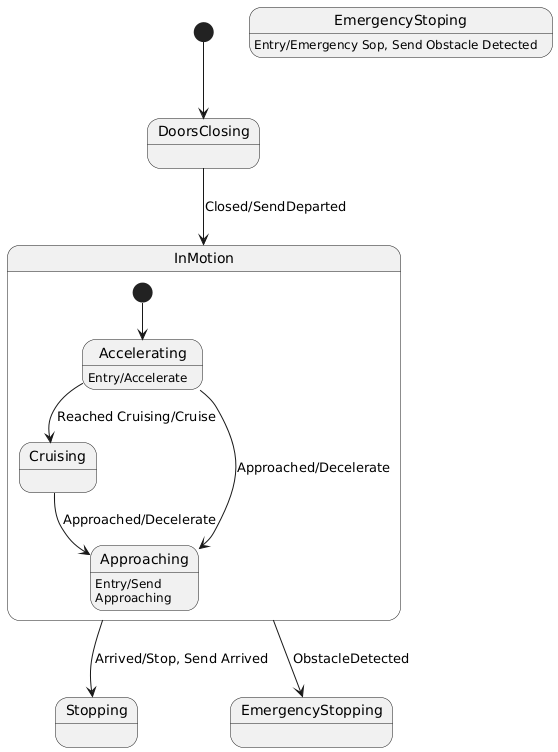 EmergencyStoping
Entry/Emergency Sop, Send Obstacle Detected
DoorsClosing
Closed/SendDeparted
InMotion
Accelerating
Entry/Accelerate
Reached Cruising/Cruise
Cruising
Approached/Decelerate
Approached/Decelerate
Approaching
Entry/Send
Approaching
Arrived/Stop, Send Arrived
ObstacleDetected
Stopping
EmergencyStopping